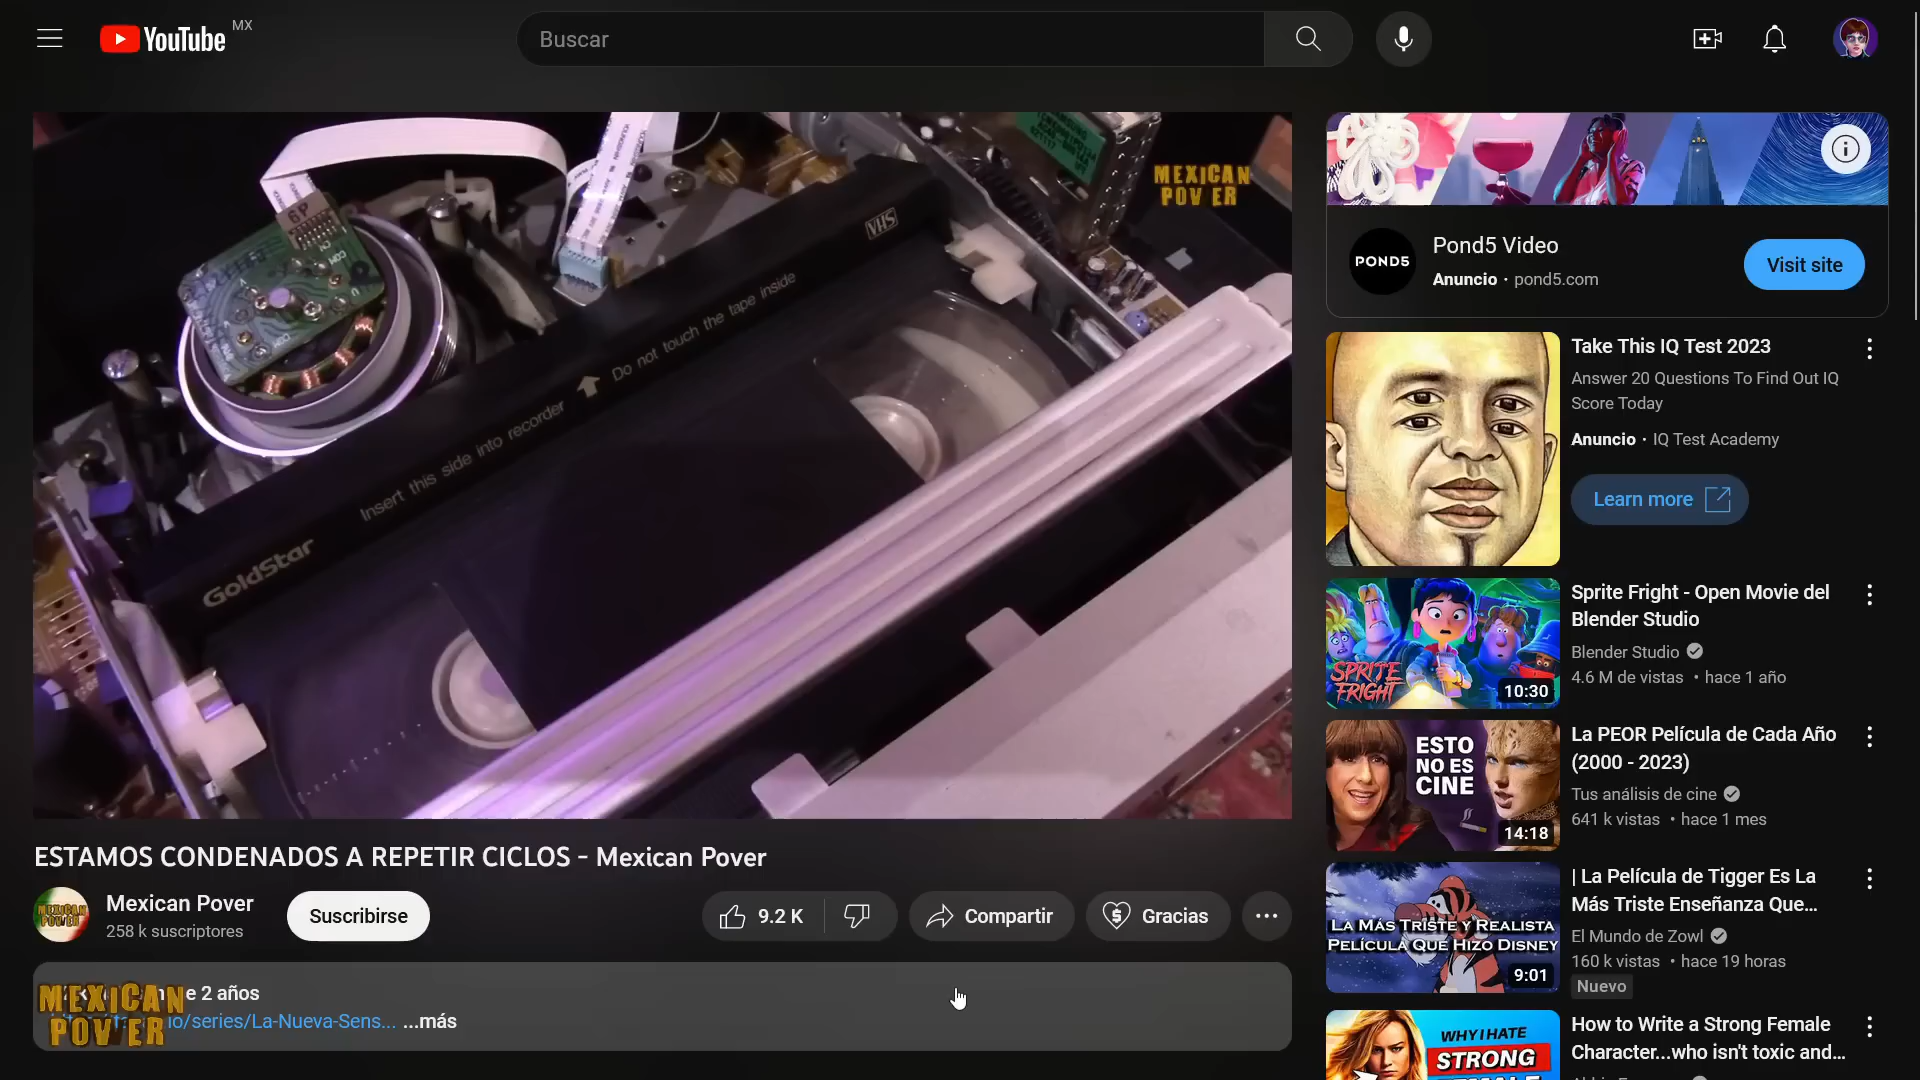 YouTube MX
Buscar
MEXICAN
POVER
6P
CN
COM
VHS
Do not touch the tape inside
Insert this side into recorder
GoldStar
ESTAMOS CONDENADOS A REPETIR CICLOS - Mexican Pover
Mexican Pover
258 k suscriptores
Suscribirse
9.2 K
Compartir
Gracias
e 2 años
io/series/La-Nueva-Sens... ...más
MEXICAN
POVER
POND5
Pond5 Video
Anuncio · pond5.com
Visit site
Take This IQ Test 2023
Answer 20 Questions To Find Out IQ
Score Today
Anuncio · IQ Test Academy
Learn more
SPRITE
FRIGHT
10:30
Sprite Fright - Open Movie del
Blender Studio
Blender Studio
4.6 M de vistas • hace 1 año
ESTO
NO ES
CINE
14:18
La PEOR Película de Cada Año
(2000 - 2023)
Tus análisis de cine
641 k vistas • hace 1 mes
LA MÁS TRISTE Y REALISTA
PELÍCULA QUE HIZO DISNEY
9:01
| La Película de Tigger Es La
Más Triste Enseñanza Que...
El Mundo de Zowl
160 k vistas • hace 19 horas
Nuevo
WHY I HATE
STRONG
How to Write a Strong Female
Character...who isn't toxic and...